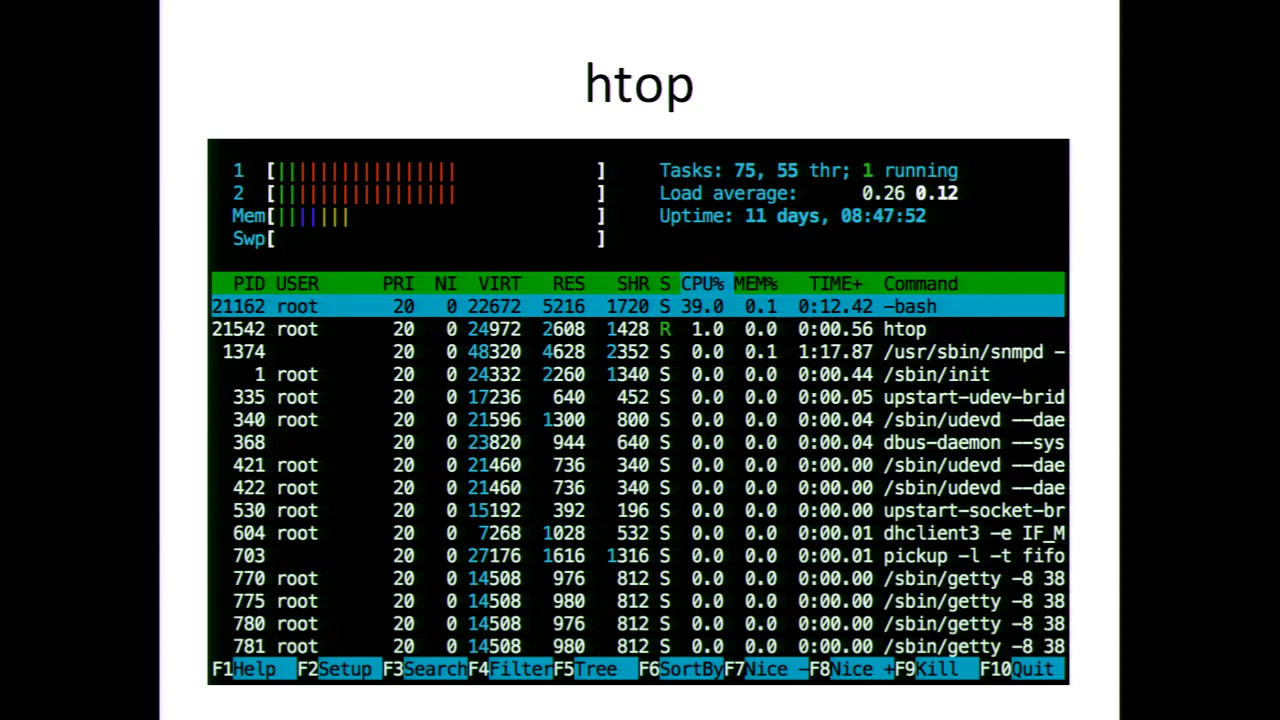 htop
1 [|||||||||||||||||| ] Tasks: 75, 55 thr; 1 running
2 [|||||||||||||||||| ] Load average: 0.26 0.12
Mem[||||||| ] Uptime: 11 days, 08:47:52
Swp[ ]
PID USER PRI NI VIRT RES SHR S CPU% MEM% TIME+ Command
21162 root 20 0 22672 5216 1720 S 39.0 0.1 0:12.42 -bash
21542 root 20 0 24972 2608 1428 R 1.0 0.0 0:00.56 htop
1374 20 0 48320 4628 2352 S 0.0 0.1 1:17.87 /usr/sbin/snmpd -
1 root 20 0 24332 2260 1340 S 0.0 0.0 0:00.44 /sbin/init
335 root 20 0 17236 640 452 S 0.0 0.0 0:00.05 upstart-udev-brid
340 root 20 0 21596 1300 800 S 0.0 0.0 0:00.04 /sbin/udevd --dae
368 20 0 23820 944 640 S 0.0 0.0 0:00.04 dbus-daemon --sys
421 root 20 0 21460 736 340 S 0.0 0.0 0:00.00 /sbin/udevd --dae
422 root 20 0 21460 736 340 S 0.0 0.0 0:00.00 /sbin/udevd --dae
530 root 20 0 15192 392 196 S 0.0 0.0 0:00.00 upstart-socket-br
604 root 20 0 7268 1028 532 S 0.0 0.0 0:00.01 dhclient3 -e IF_M
703 20 0 27176 1616 1316 S 0.0 0.0 0:00.01 pickup -l -t fifo
770 root 20 0 14508 976 812 S 0.0 0.0 0:00.00 /sbin/getty -8 38
775 root 20 0 14508 980 812 S 0.0 0.0 0:00.00 /sbin/getty -8 38
780 root 20 0 14508 976 812 S 0.0 0.0 0:00.00 /sbin/getty -8 38
781 root 20 0 14508 980 812 S 0.0 0.0 0:00.00 /sbin/getty -8 38
F1Help F2Setup F3SearchF4FilterF5Tree F6SortByF7Nice -F8Nice +F9Kill F10Quit